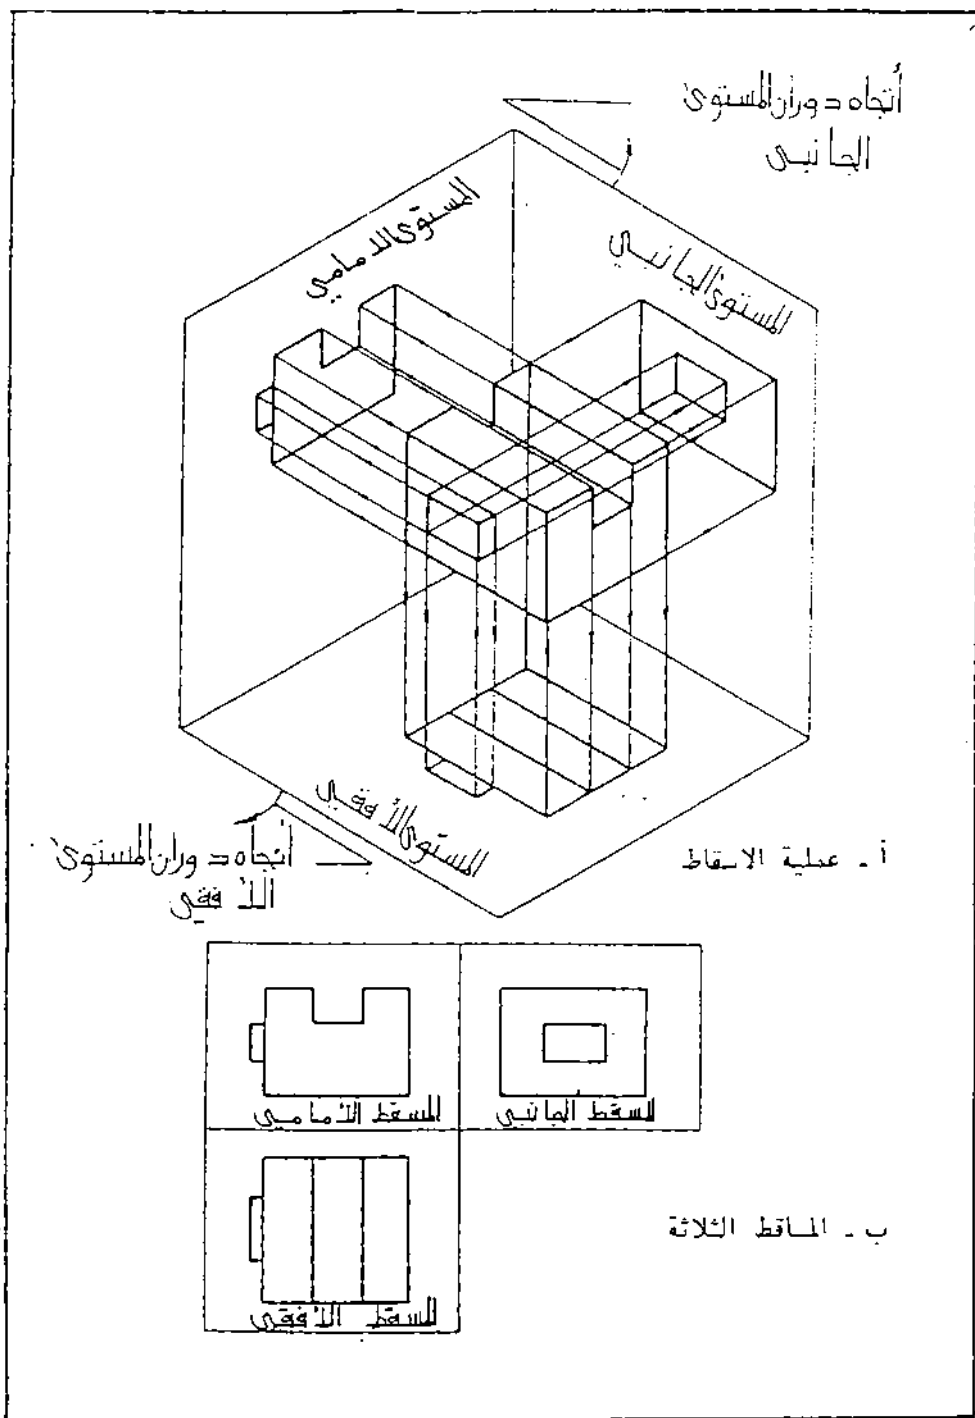 أتجاه دوران المستوى
الجانبي
المستوى الامامي
المستوى الجانبي
المستوى الأفقي
أتجاه دوران المستوى
الأفقي
أ ـ عملية الاسقاط
المسقط الأمامي
المسقط الجانبي
المسقط الأفقي
ب ـ المساقط الثلاثة